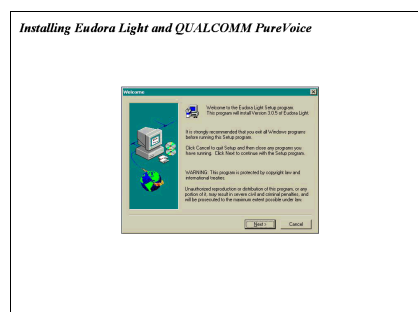 Installing Eudora Light and QUALCOMM PureVoice
Welcome
Welcome to the Eudora Light Setup program.
This program will install Version 3.0.5 of Eudora Light.
It is strongly recommended that you exit all Windows programs
before running this Setup program.
Click Cancel to quit Setup and then close any programs you
have running. Click Next to continue with the Setup program.
WARNING: This program is protected by copyright law and
international treaties.
Unauthorized reproduction or distribution of this program, or any
portion of it, may result in severe civil and criminal penalties, and
will be prosecuted to the maximum extent possible under law.
Next >
Cancel